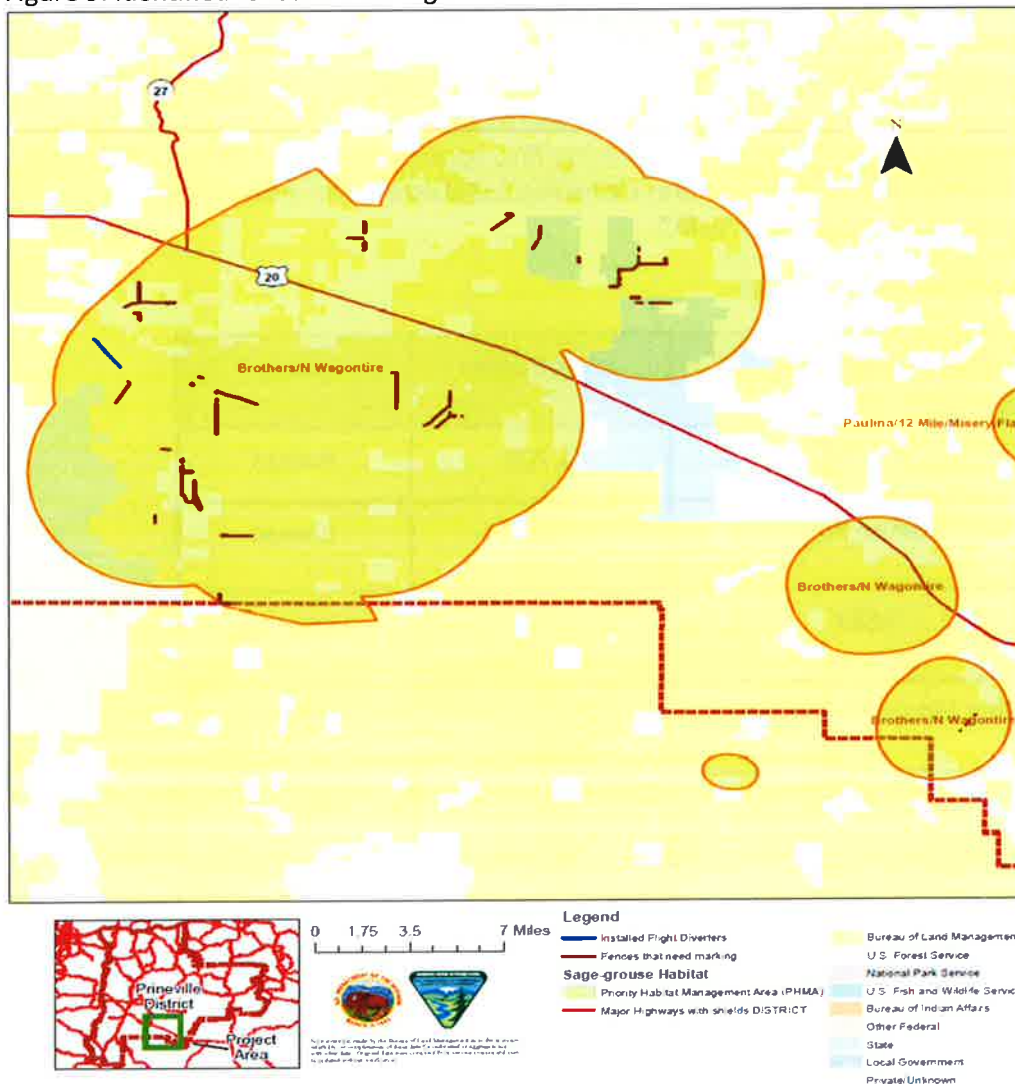 27
20
Brothers/N Wagontire
Paulina/12 Mile/Misery Fla
Brothers/N Wagontire
Brothers/N Wagontire
0 1.75 3.5 7 Miles
Prineville
District
Project
Area
Legend
Installed Flight Diverters
Fences that need marking
Sage-grouse Habitat
Priority Habitat Management Area (PHMA)
Major Highways with shields DISTRICT
Bureau of Land Management
U.S. Forest Service
National Park Service
U.S. Fish and Wildlife Service
Bureau of Indian Affairs
Other Federal
State
Local Government
Private/Unknown